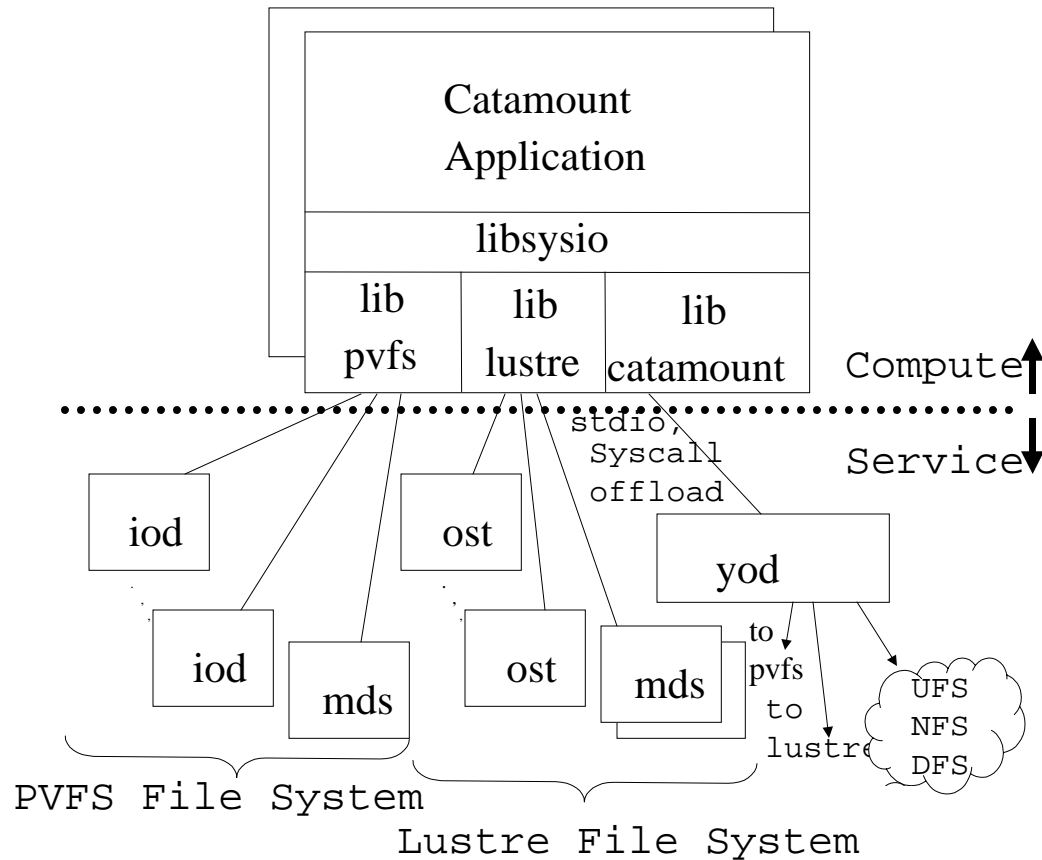 Catamount
Application
libsysio
lib
pvfs
lib
lustre
lib
catamount
Compute
Service
stdio,
Syscall
offload
iod
ost
yod
iod
mds
ost
mds
to
pvfs
to
lustre
UFS
NFS
DFS
PVFS File System
Lustre File System